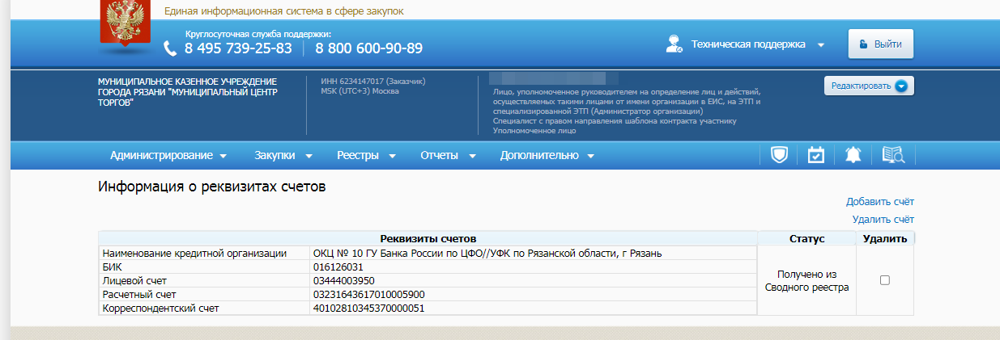 Единая информационная система в сфере закупок
Круглосуточная служба поддержки:
8 495 739-25-83 8 800 600-90-89
Техническая поддержка
Выйти
МУНИЦИПАЛЬНОЕ КАЗЕННОЕ УЧРЕЖДЕНИЕ
ГОРОДА РЯЗАНИ "МУНИЦИПАЛЬНЫЙ ЦЕНТР
ТОРГОВ"
ИНН 6234147017 (Заказчик)
MSK (UTC+3) Москва
Лицо, уполномоченное руководителем на определение лиц и действий,
осуществляемых такими лицами от имени организации в ЕИС, на ЭТП и
специализированной ЭТП (Администратор организации)
Специалист с правом направления шаблона контракта участнику
Уполномоченное лицо
Редактировать
Администрирование Закупки Реестры Отчеты Дополнительно
Информация о реквизитах счетов
Добавить счёт
Удалить счёт
Реквизиты счетов Статус Удалить
Наименование кредитной организации ОКЦ № 10 ГУ Банка России по ЦФО//УФК по Рязанской области, г Рязань
БИК 016126031
Лицевой счет 03444003950
Расчетный счет 03231643617010005900
Корреспондентский счет 40102810345370000051
Получено из
Сводного реестра